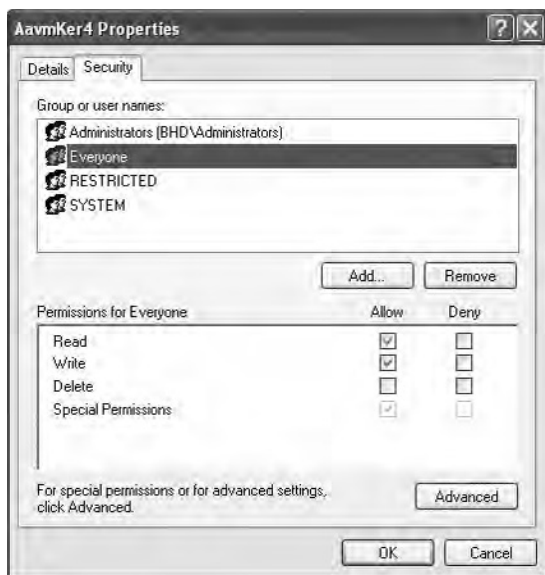 AavmKer4 Properties
Details
Security
Group or user names:
Administrators (BHD\Administrators)
Everyone
RESTRICTED
SYSTEM
Add...
Remove
Permissions for Everyone
Allow
Deny
Read
Write
Delete
Special Permissions
For special permissions or for advanced settings,
click Advanced.
Advanced
OK
Cancel